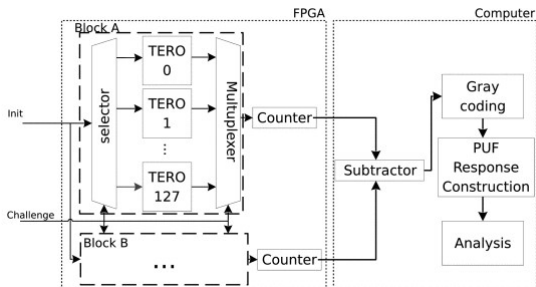 FPGA
Computer
Block A
TERO
0
TERO
1
⋮
TERO
127
selector
Multuplexer
Init
Challenge
Counter
Block B
...
Counter
Subtractor
Gray
coding
PUF
Response
Construction
Analysis